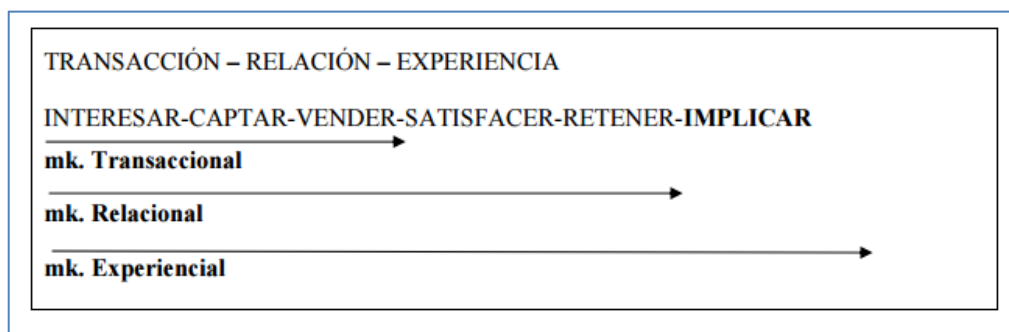 TRANSACCIÓN – RELACIÓN – EXPERIENCIA
INTERESAR-CAPTAR-VENDER-SATISFACER-RETENER-IMPLICAR
mk. Transaccional
mk. Relacional
mk. Experiencial